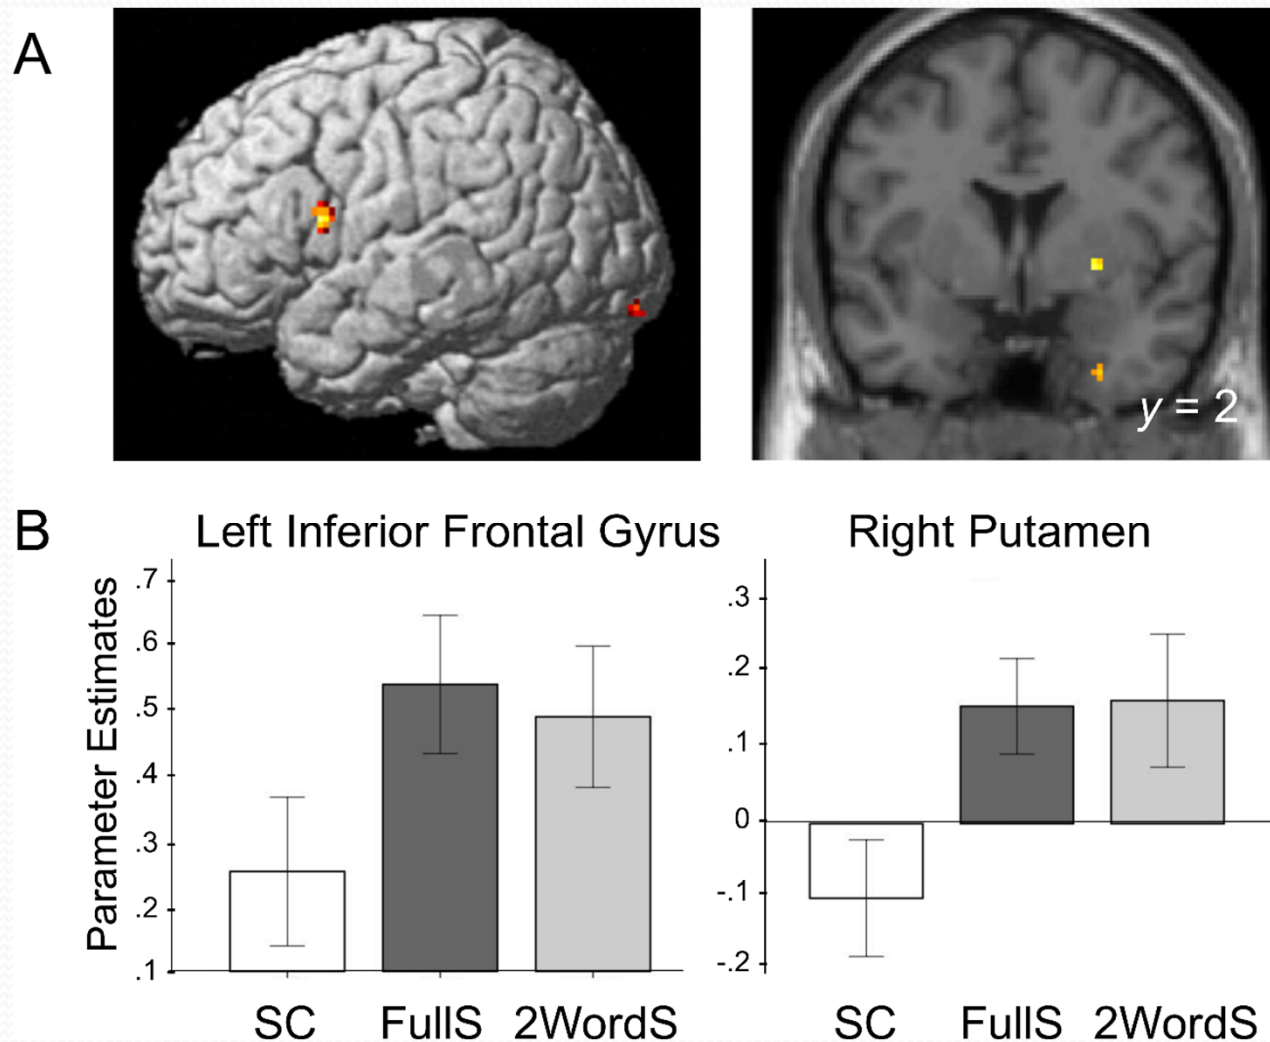 A
y = 2
B
Left Inferior Frontal Gyrus
Right Putamen
Parameter Estimates
.7
.6
.5
.4
.3
.2
.1
SC FullS 2WordS
.3
.2
.1
0
-.1
-.2
SC FullS 2WordS